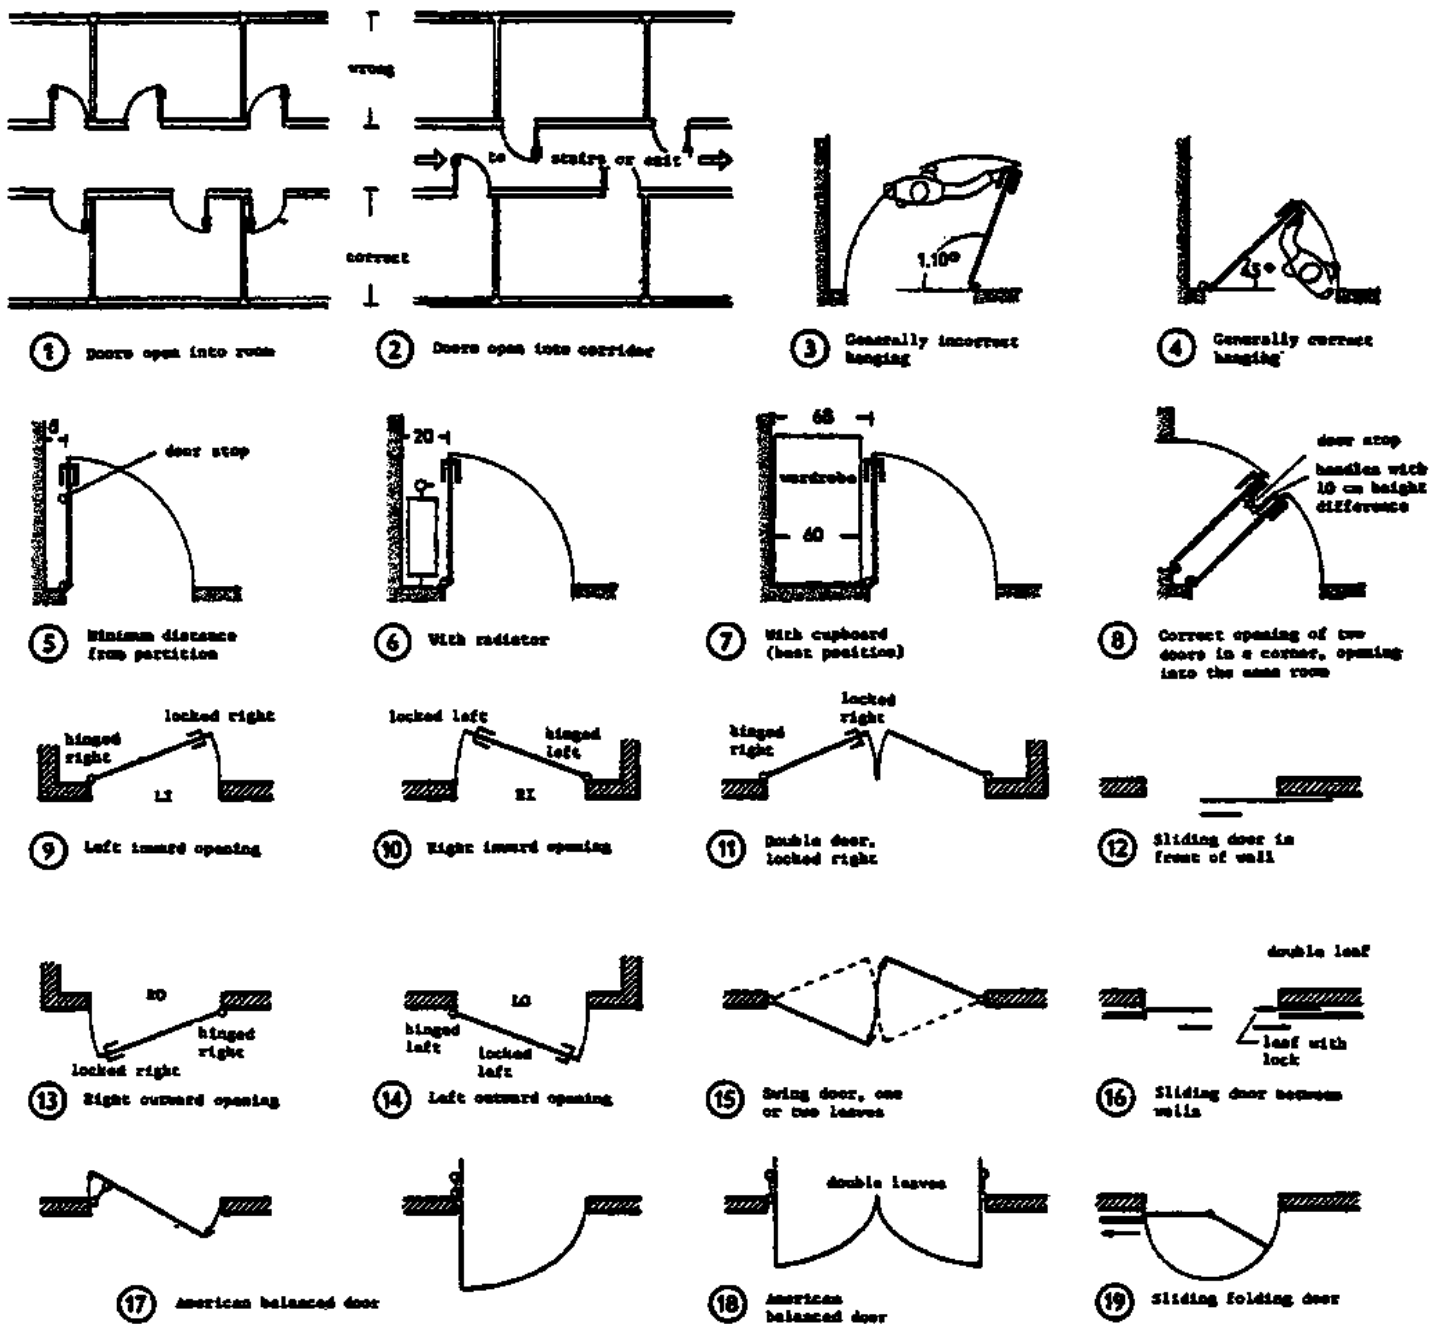 wrong
to stairs or exit
correct
1 Doors open into room
2 Doors open into corridor
1.10°
3 Generally incorrect
hanging
45°
4 Generally correct
hanging
door stop
5 Minimum distance
from partition
20
6 With radiator
68
wardrobe
60
7 With cupboard
(best position)
door stop
handles with
10 cm height
difference
8 Correct opening of two
doors in a corner, opening
into the same room
locked right
hinged
right
LI
9 Left inward opening
locked left
hinged
left
RI
10 Right inward opening
locked
right
hinged
right
11 Double door,
locked right
12 Sliding door in
front of wall
RO
hinged
right
locked right
13 Right outward opening
LO
hinged
left
locked
left
14 Left outward opening
15 Swing door, one
or two leaves
double leaf
leaf with
lock
16 Sliding door between
walls
17 American balanced door
double leaves
18 American
balanced door
19 Sliding folding door